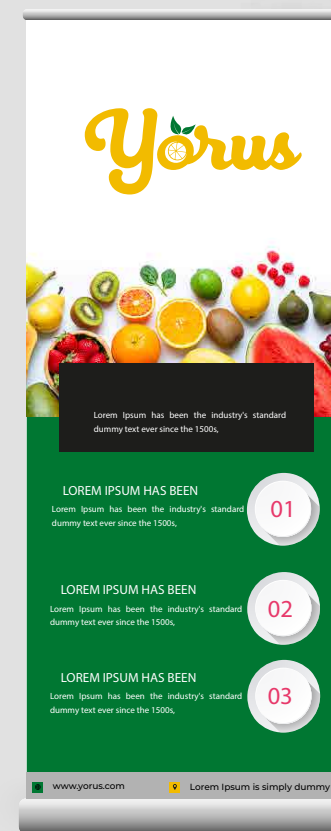 Yorus
Lorem Ipsum has been the industry's standard
dummy text ever since the 1500s,
LOREM IPSUM HAS BEEN
Lorem Ipsum has been the industry's standard
dummy text ever since the 1500s,
01
LOREM IPSUM HAS BEEN
Lorem Ipsum has been the industry's standard
dummy text ever since the 1500s,
02
LOREM IPSUM HAS BEEN
Lorem Ipsum has been the industry's standard
dummy text ever since the 1500s,
03
www.yorus.com
Lorem Ipsum is simply dummy